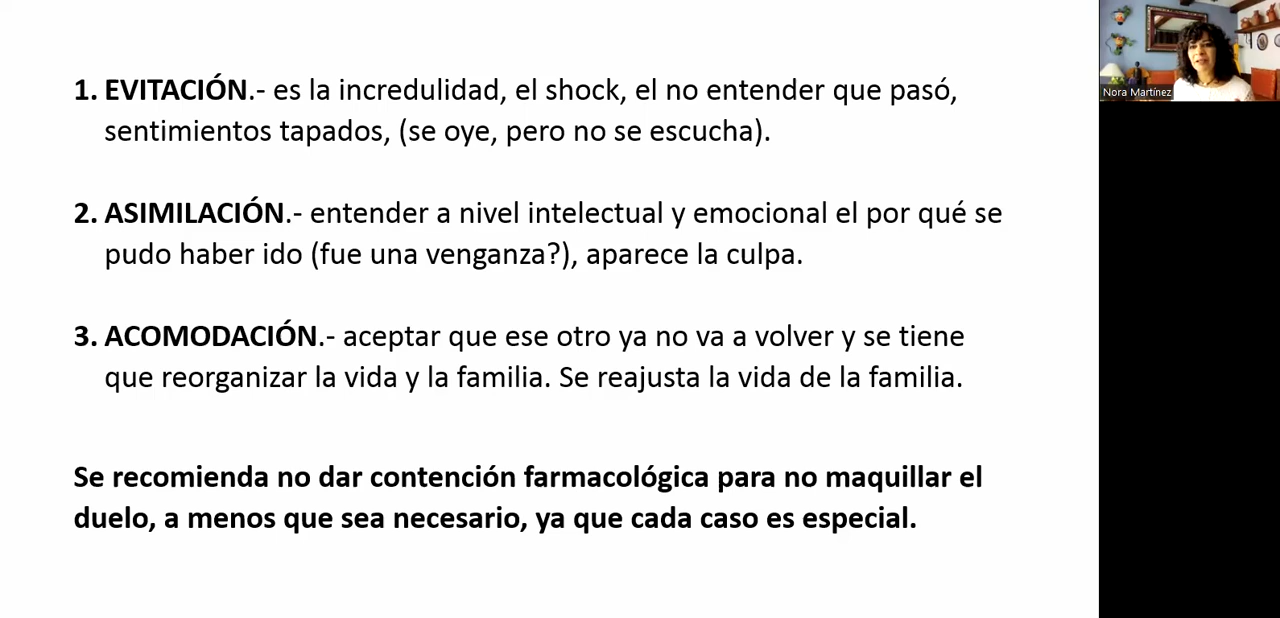 1. EVITACIÓN.- es la incredulidad, el shock, el no entender que pasó,
sentimientos tapados, (se oye, pero no se escucha).
2. ASIMILACIÓN.- entender a nivel intelectual y emocional el por qué se
pudo haber ido (fue una venganza?), aparece la culpa.
3. ACOMODACIÓN.- aceptar que ese otro ya no va a volver y se tiene
que reorganizar la vida y la familia. Se reajusta la vida de la familia.
Se recomienda no dar contención farmacológica para no maquillar el
duelo, a menos que sea necesario, ya que cada caso es especial.
Nora Martínez